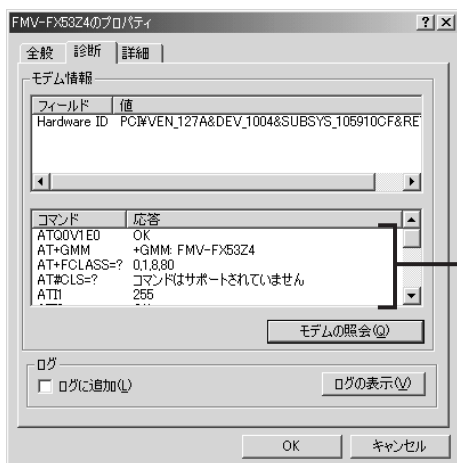 FMV-FX53Z4のプロパティ
全般 診断 詳細
モデム情報
フィールド 値
Hardware ID PCI¥VEN_127A&DEV_1004&SUBSYS_105910CF&RE
コマンド 応答
ATQ0V1E0 OK
AT+GMM +GMM: FMV-FX53Z4
AT+FCLASS=? 0,1,8,80
AT#CLS=? コマンドはサポートされていません
ATI1 255
モデムの照会(Q)
ログ
ログに追加(L)
ログの表示(V)
OK キャンセル